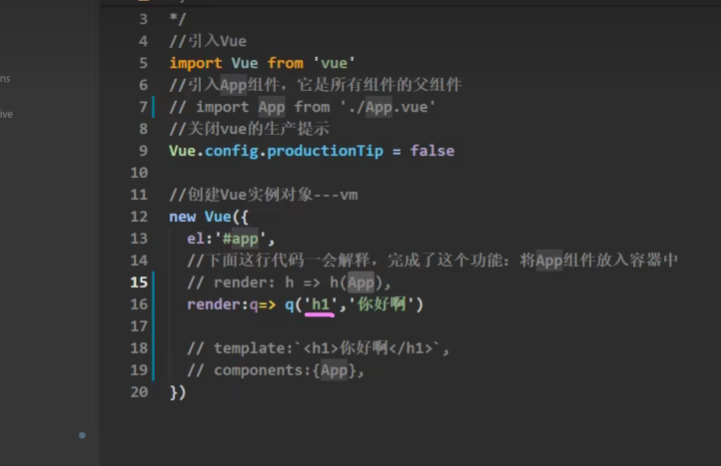 3 */
4 //引入Vue
ns
5 import Vue from 'vue'
6 //引入App组件，它是所有组件的父组件
ive
7 // import App from './App.vue'
8 //关闭vue的生产提示
9 Vue.config.productionTip = false
10
11 //创建Vue实例对象---vm
12 new Vue({
13 el:'#app',
14 //下面这行代码一会解释，完成了这个功能：将App组件放入容器中
15 // render: h => h(App),
16 render:q=> q('h1','你好啊')
17
18 // template:`<h1>你好啊</h1>`,
19 // components:{App},
20 })